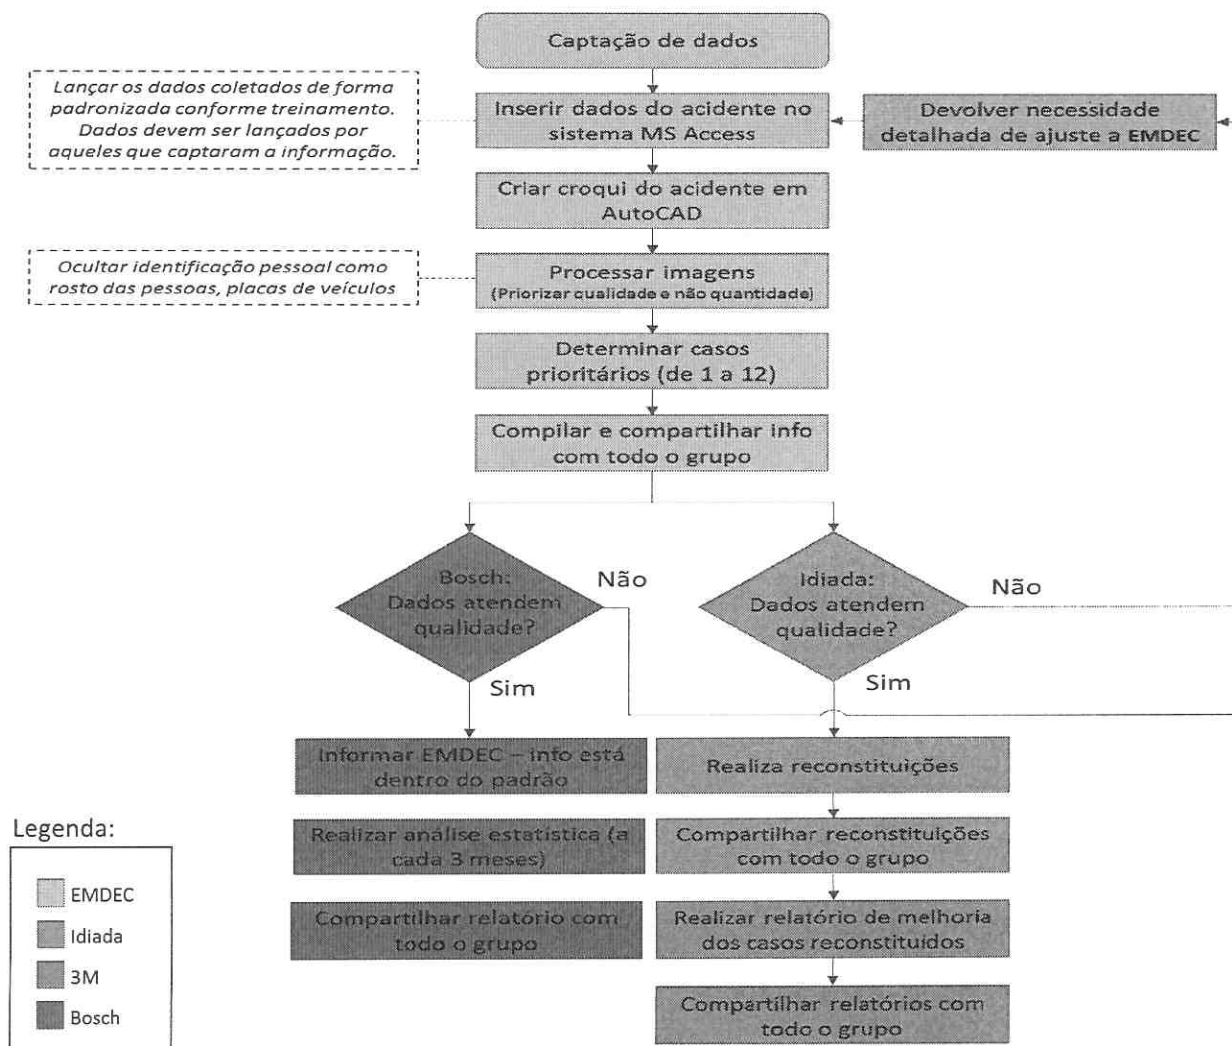 Captação de dados
Lançar os dados coletados de forma
padronizada conforme treinamento.
Dados devem ser lançados por
aqueles que captaram a informação.
Inserir dados do acidente no
sistema MS Access
Devolver necessidade
detalhada de ajuste a EMDEC
Criar croqui do acidente em
AutoCAD
Ocultar identificação pessoal como
rosto das pessoas, placas de veículos
Processar imagens
(Priorizar qualidade e não quantidade)
Determinar casos
prioritários (de 1 a 12)
Compilar e compartilhar info
com todo o grupo
Bosch:
Dados atendem
qualidade?
Não
Sim
Idiada:
Dados atendem
qualidade?
Não
Sim
Informar EMDEC – info está
dentro do padrão
Realiza reconstituições
Realizar análise estatística (a
cada 3 meses)
Compartilhar reconstituições
com todo o grupo
Compartilhar relatório com
todo o grupo
Realizar relatório de melhoria
dos casos reconstituídos
Compartilhar relatórios com
todo o grupo
Legenda:
EMDEC
Idiada
3M
Bosch